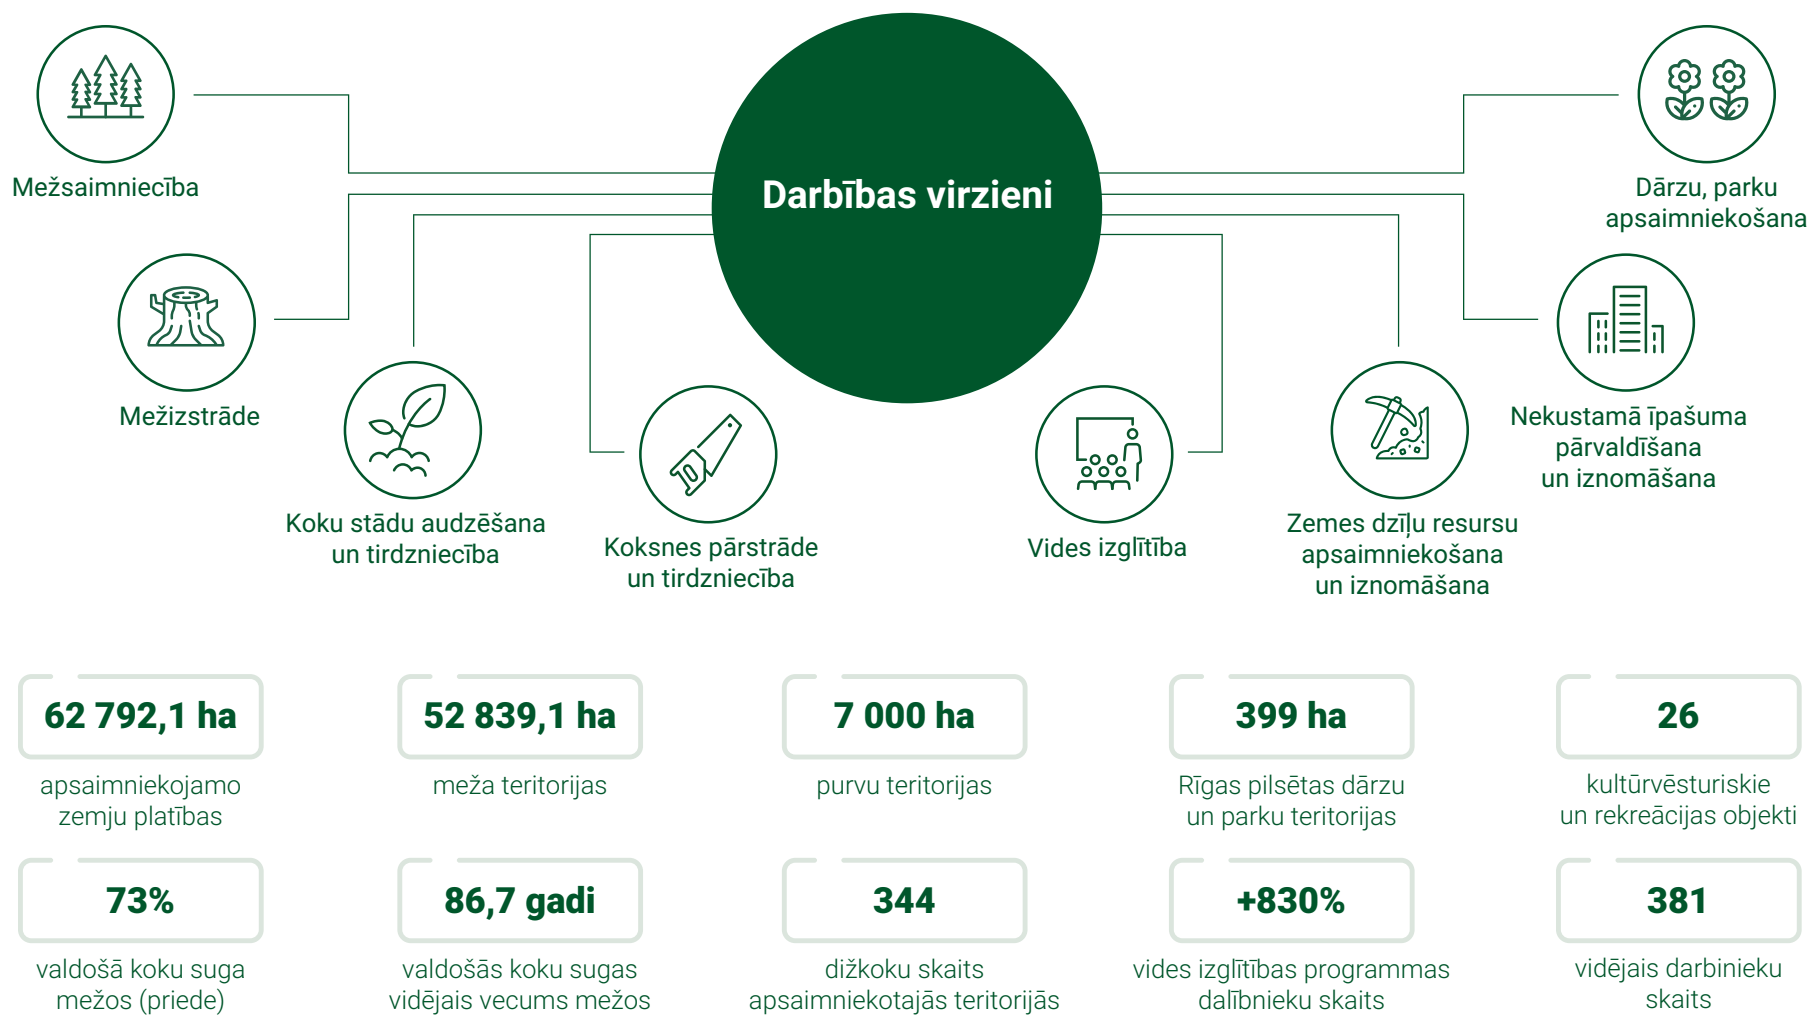 Darbības virzieni
Mežsaimniecība
Mežizstrāde
Koku stādu audzēšana
un tirdzniecība
Koksnes pārstrāde
un tirdzniecība
Vides izglītība
Zemes dzīļu resursu
apsaimniekošana
un iznomāšana
Nekustamā īpašuma
pārvaldīšana
un iznomāšana
Dārzu, parku
apsaimniekošana
62 792,1 ha
apsaimniekojamo
zemju platības
52 839,1 ha
meža teritorijas
7 000 ha
purvu teritorijas
399 ha
Rīgas pilsētas dārzu
un parku teritorijas
26
kultūrvēsturiskie
un rekreācijas objekti
73%
valdošā koku suga
mežos (priede)
86,7 gadi
valdošās koku sugas
vidējais vecums mežos
344
dižkoku skaits
apsaimniekotajās teritorijās
+830%
vides izglītības programmas
dalībnieku skaits
381
vidējais darbinieku
skaits